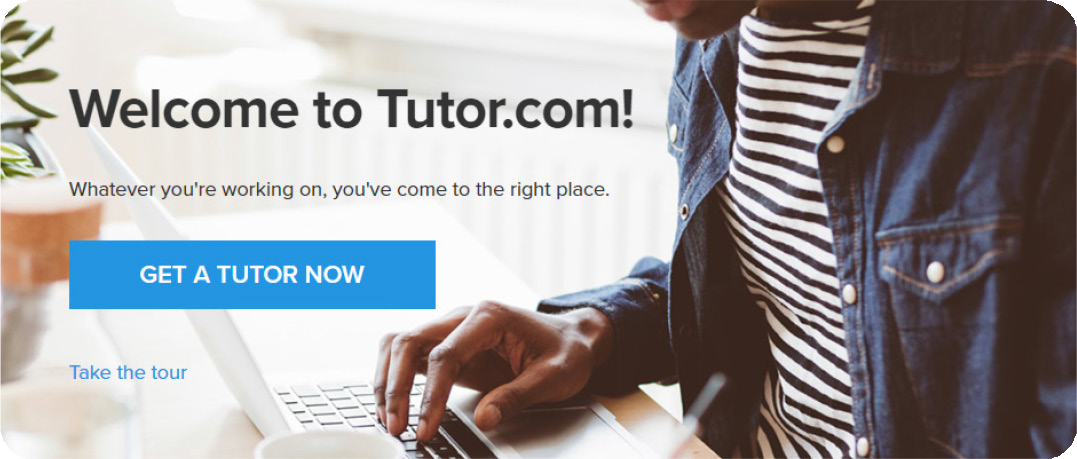 Welcome to Tutor.com!
Whatever you're working on, you've come to the right place.
GET A TUTOR NOW
Take the tour